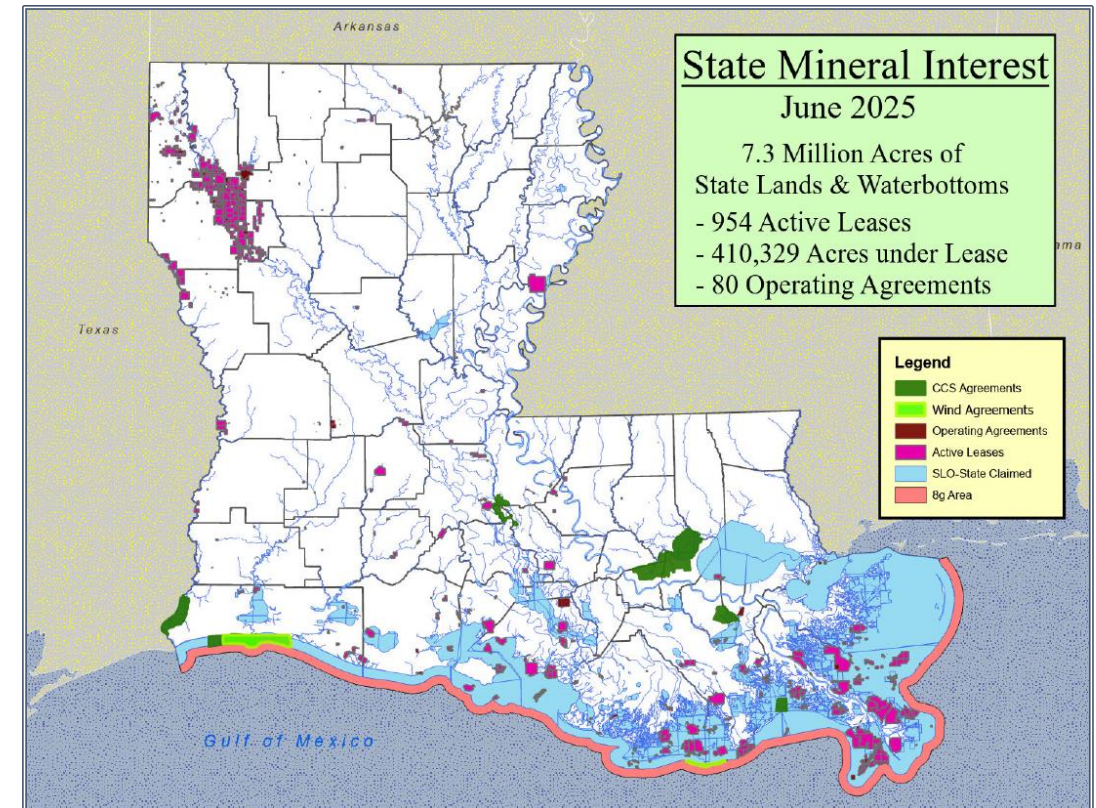 Arkansas
State Mineral Interest
June 2025
7.3 Million Acres of
State Lands & Waterbottoms
- 954 Active Leases
- 410,329 Acres under Lease
- 80 Operating Agreements
ama
Texas
Legend
CCS Agreements
Wind Agreements
Operating Agreements
Active Leases
SLO-State Claimed
8g Area
Gulf of Mexico